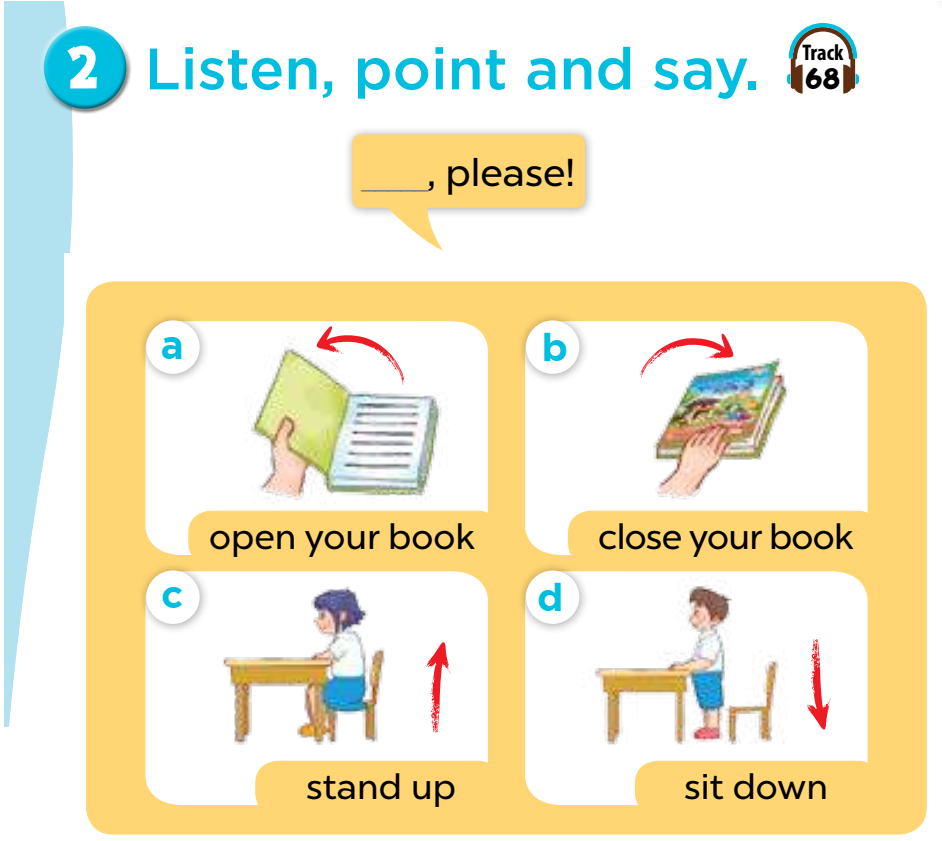 2 Listen, point and say. Track 68
____, please!
a
b
open your book
close your book
c
d
stand up
sit down